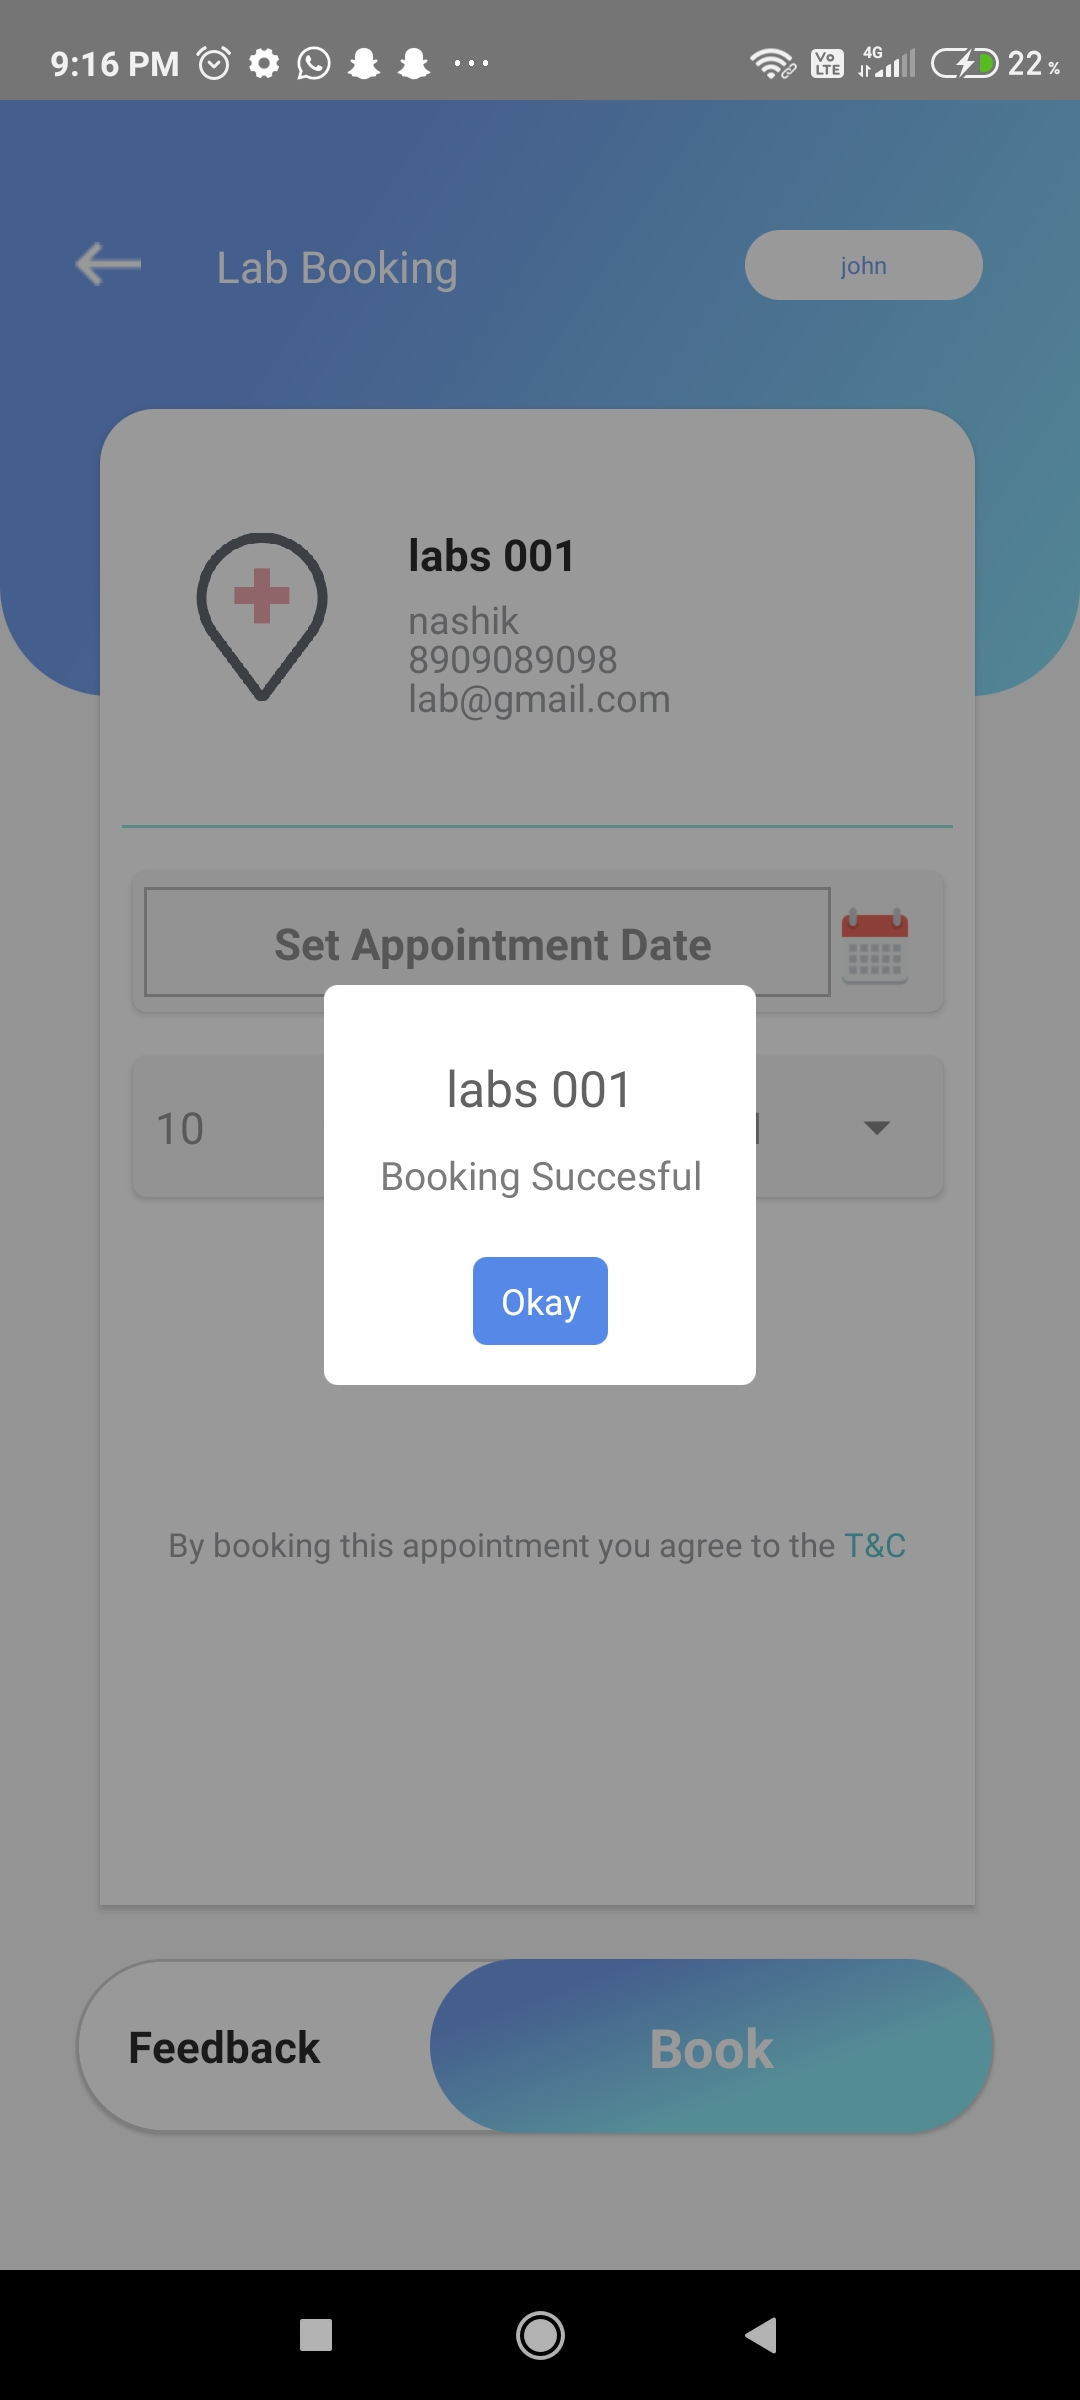 9:16 PM
Vo LTE
4G
22 %
Lab Booking
john
labs 001
nashik
8909089098
lab@gmail.com
Set Appointment Date
10
labs 001
Booking Succesful
Okay
By booking this appointment you agree to the T&C
Feedback
Book